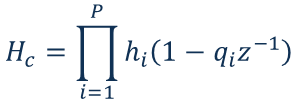 $H_c = \prod_{i=1}^{P} h_i (1 - q_i z^{-1})$